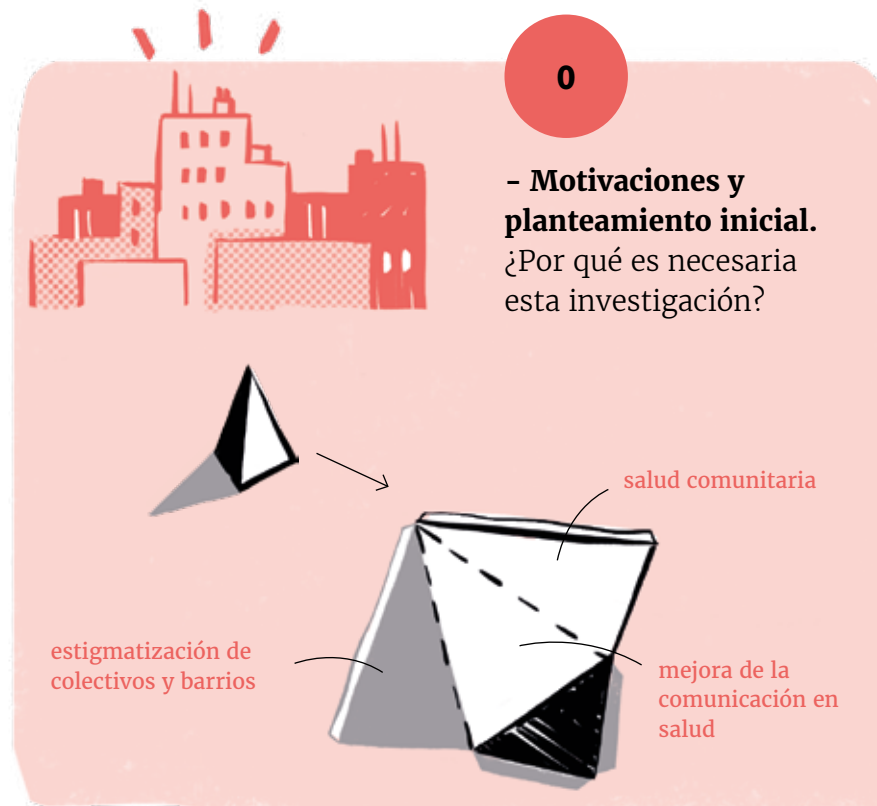 0
– Motivaciones y
planteamiento inicial.
¿Por qué es necesaria
esta investigación?
salud comunitaria
estigmatización de
colectivos y barrios
mejora de la
comunicación en
salud